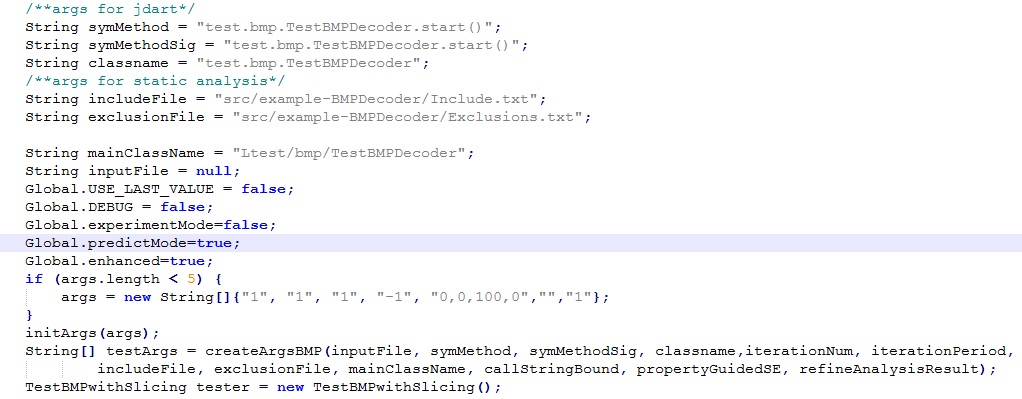 /**args for jdart*/
String symMethod = "test.bmp.TestBMPDecoder.start()";
String symMethodSig = "test.bmp.TestBMPDecoder.start()";
String classname = "test.bmp.TestBMPDecoder";
/**args for static analysis*/
String includeFile = "src/example-BMPDecoder/Include.txt";
String exclusionFile = "src/example-BMPDecoder/Exclusions.txt";
String mainClassName = "Ltest/bmp/TestBMPDecoder";
String inputFile = null;
Global.USE_LAST_VALUE = false;
Global.DEBUG = false;
Global.experimentMode=false;
Global.predictMode=true;
Global.enhanced=true;
if (args.length < 5) {
    args = new String[]{"1", "1", "1", "-1", "0,0,100,0","","1"};
}
initArgs(args);
String[] testArgs = createArgsBMP(inputFile, symMethod, symMethodSig, classname,iterationNum, iterationPeriod,
        includeFile, exclusionFile, mainClassName, callStringBound, propertyGuidedSE, refineAnalysisResult);
TestBMPwithSlicing tester = new TestBMPwithSlicing();